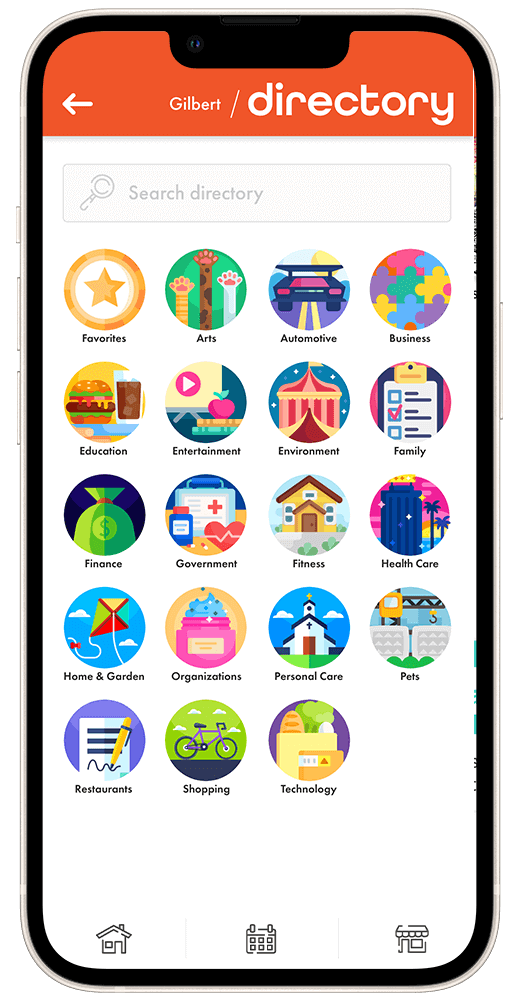 Gilbert / directory
Search directory
Favorites Arts Automotive Business
Education Entertainment Environment Family
Finance Government Fitness Health Care
Home & Garden Organizations Personal Care Pets
Restaurants Shopping Technology